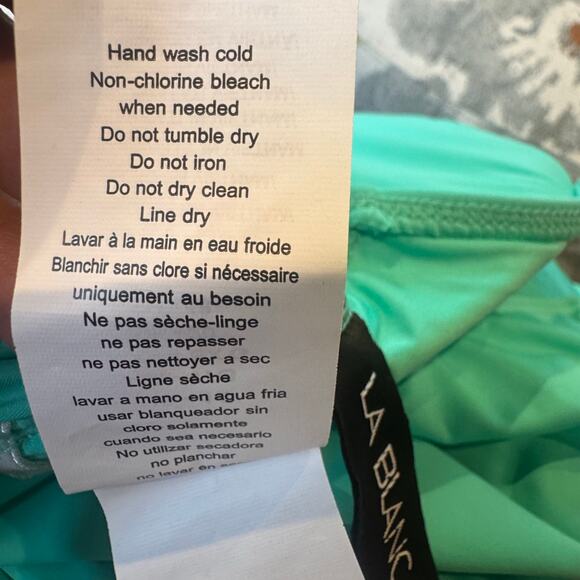 Hand wash cold
Non-chlorine bleach
when needed
Do not tumble dry
Do not iron
Do not dry clean
Line dry
Lavar à la main en eau froide
Blanchir sans clore si nécessaire
uniquement au besoin
Ne pas sèche-linge
ne pas repasser
ne pas nettoyer a sec
Ligne sèche
lavar a mano en agua fria
usar blanqueador sin
cloro solamente
cuando sea necesario
No utilizar secadora
no planchar
no lavar en
LA BLANC